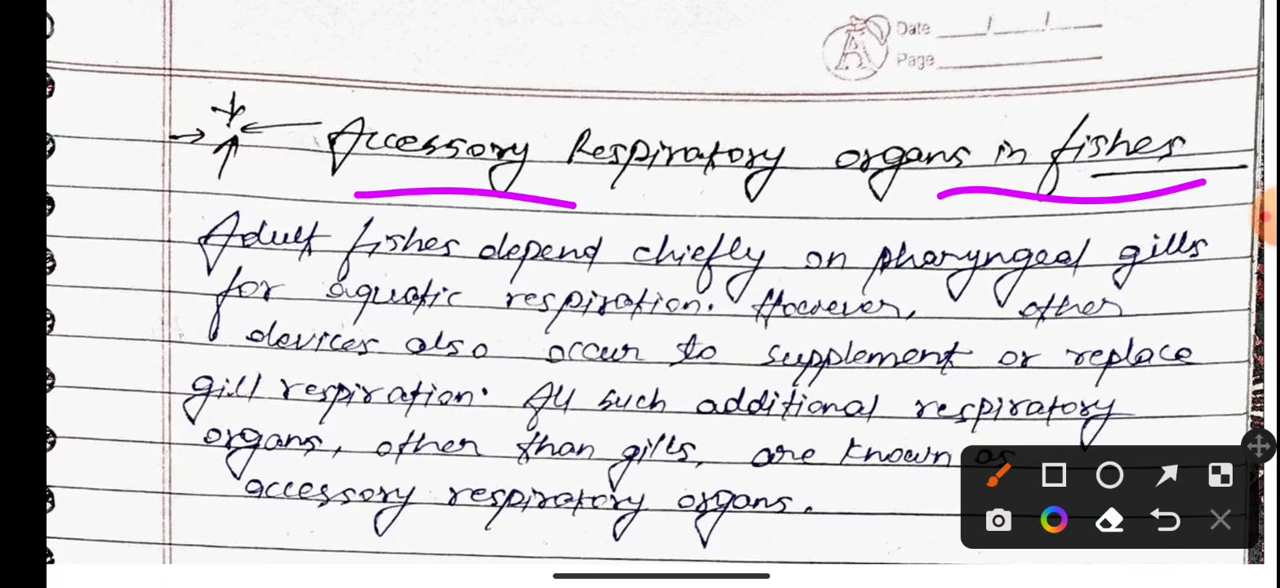 Date
Page
Accessory Respiratory organs in fishes
Adult fishes depend chiefly on pharyngeal gills
for aquatic respiration. However, other
devices also occur to supplement or replace
gill respiration. All such additional respiratory
organs, other than gills, are known as
accessory respiratory organs.